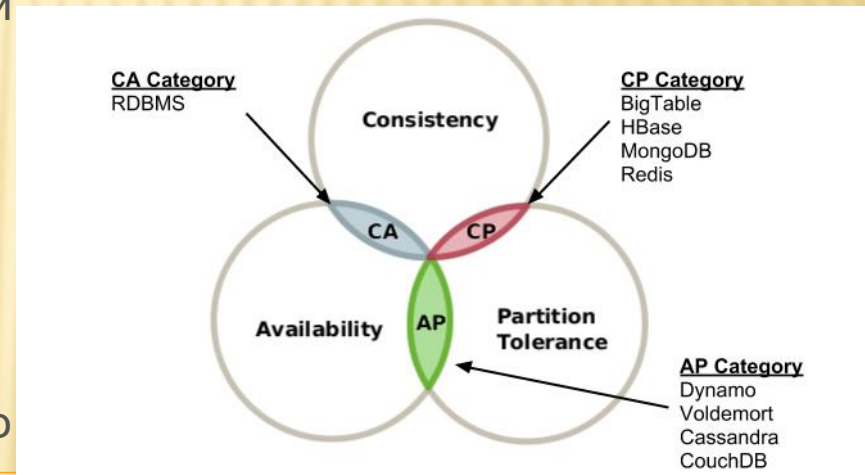 и
CA Category
RDBMS
CP Category
BigTable
HBase
MongoDB
Redis
Consistency
CA
CP
Availability
AP
Partition
Tolerance
AP Category
Dynamo
Voldemort
Cassandra
CouchDB
о